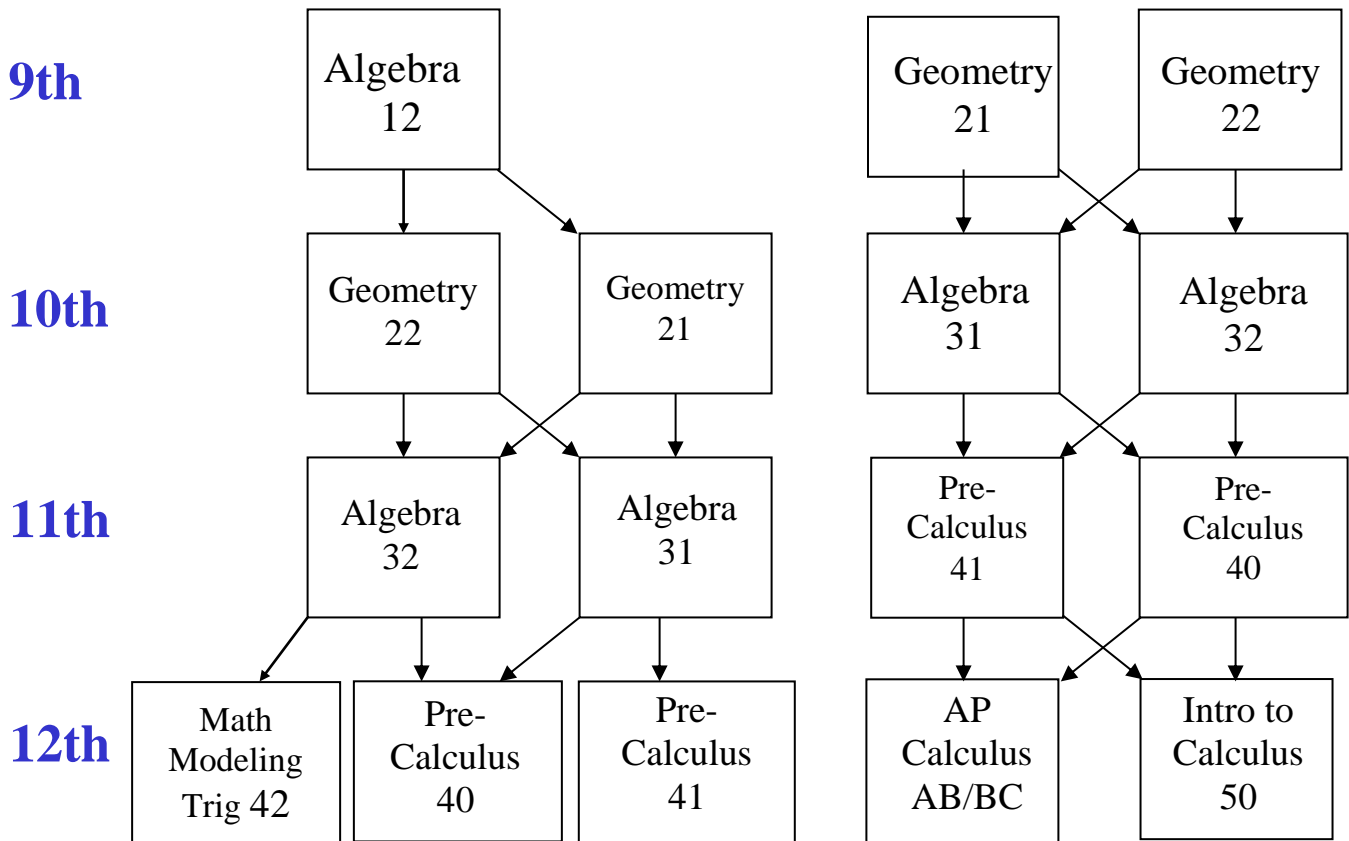 9th
Algebra
12
Geometry
21
Geometry
22
10th
Geometry
22
Geometry
21
Algebra
31
Algebra
32
11th
Algebra
32
Algebra
31
Pre-
Calculus
41
Pre-
Calculus
40
12th
Math
Modeling
Trig 42
Pre-
Calculus
40
Pre-
Calculus
41
AP
Calculus
AB/BC
Intro to
Calculus
50